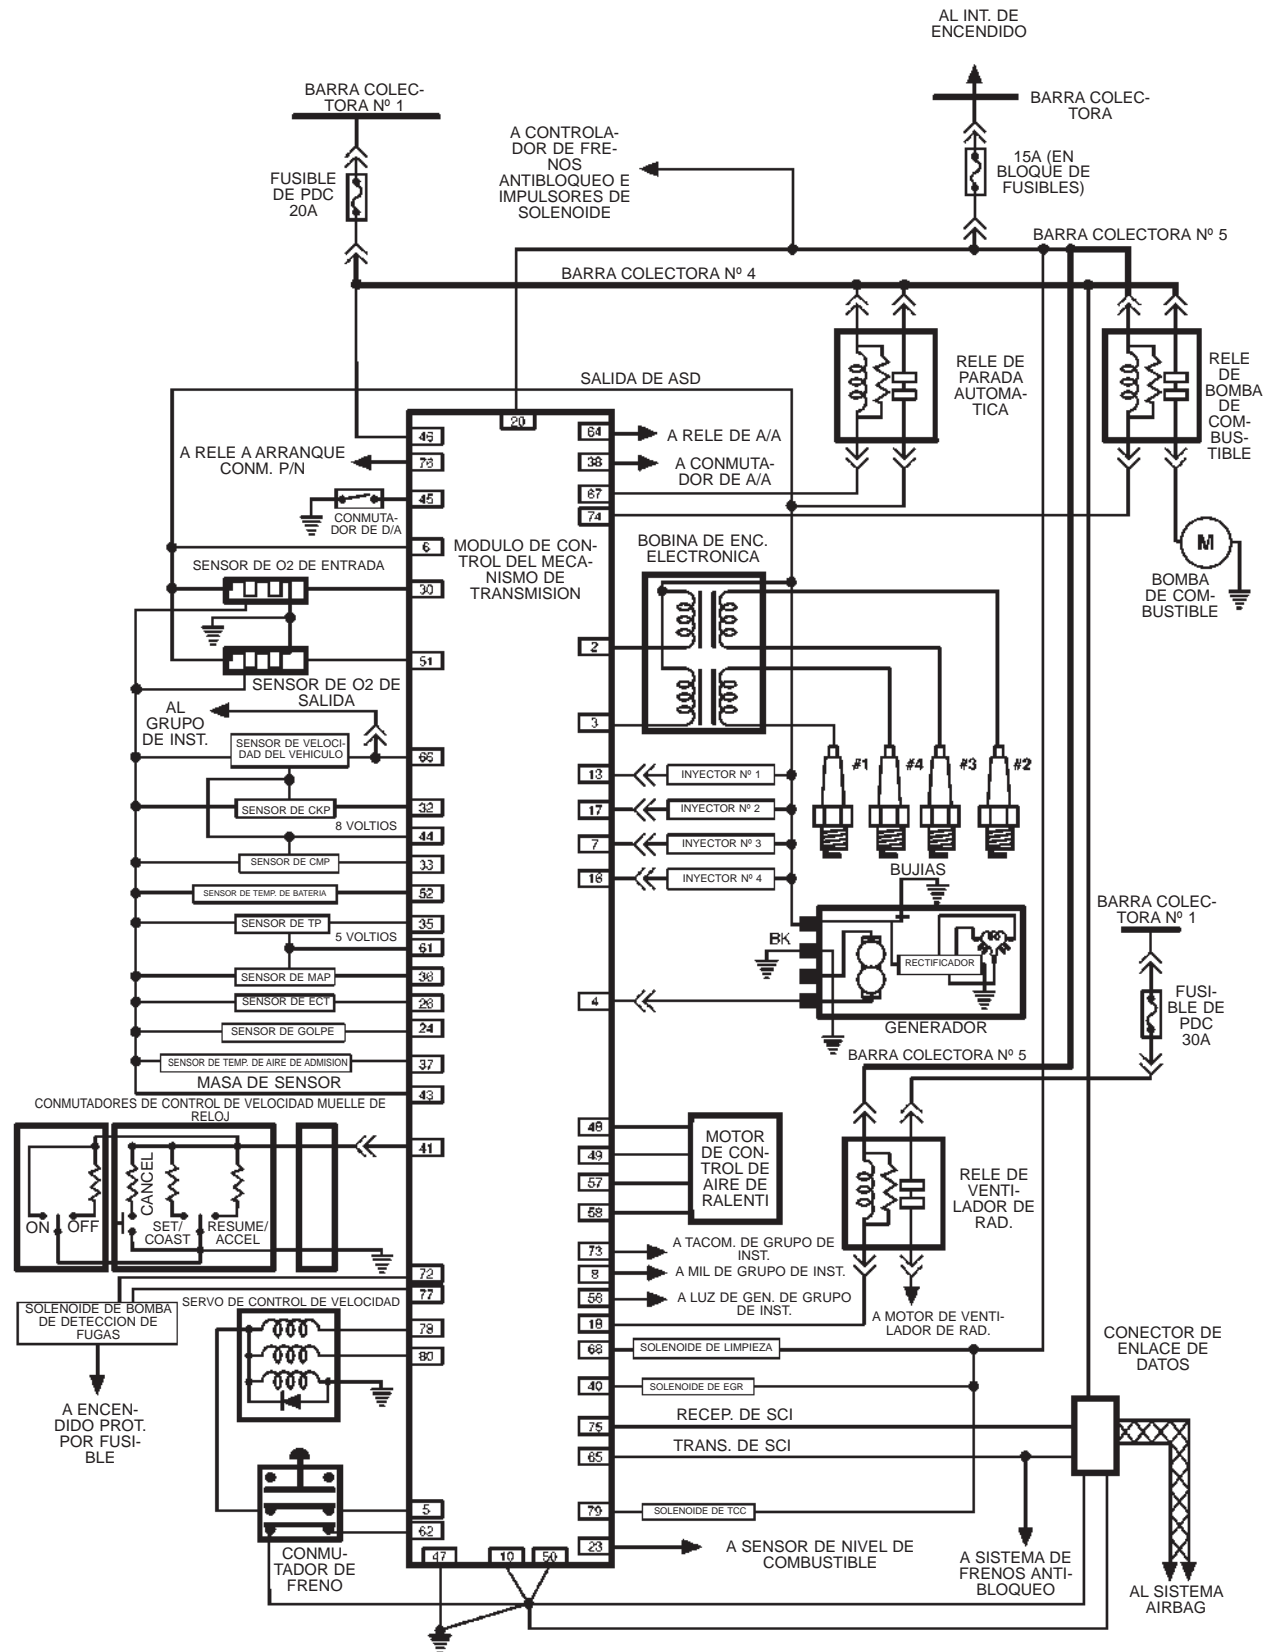 AL INT. DE
ENCENDIDO
BARRA COLEC-
TORA Nº 1
BARRA COLEC-
TORA
A CONTROLA-
DOR DE FRE-
NOS
ANTIBLOQUEO E
IMPULSORES DE
SOLENOIDE
15A (EN
BLOQUE DE
FUSIBLES)
FUSIBLE
DE PDC
20A
BARRA COLECTORA Nº 5
BARRA COLECTORA Nº 4
RELE DE
PARADA
AUTOMA-
TICA
RELE
DE
BOMBA
DE
COM-
BUS-
TIBLE
SALIDA DE ASD
20
46
64
A RELE DE A/A
A RELE A ARRANQUE
CONM. P/N
76
38
A CONMUTA-
DOR DE A/A
45
67
CONMUTA-
DOR DE D/A
74
6
MODULO DE CON-
TROL DEL MECA-
NISMO DE
TRANSMISION
BOBINA DE ENC.
ELECTRONICA
M
BOMBA
DE COM-
BUSTIBLE
SENSOR DE O2 DE ENTRADA
30
2
51
SENSOR DE O2 DE
SALIDA
AL
GRUPO
DE INST.
3
SENSOR DE VELOCI-
DAD DEL VEHICULO
66
#1
#4
#3
#2
13
INYECTOR Nº 1
SENSOR DE CKP
32
17
INYECTOR Nº 2
8 VOLTIOS
44
7
INYECTOR Nº 3
SENSOR DE CMP
33
16
INYECTOR Nº 4
BUJIAS
SENSOR DE TEMP. DE BATERIA
52
SENSOR DE TP
35
5 VOLTIOS
61
BARRA COLEC-
TORA Nº 1
BK
RECTIFICADOR
SENSOR DE MAP
36
SENSOR DE ECT
26
4
GENERADOR
FUSI-
BLE DE
PDC
30A
SENSOR DE GOLPE
24
SENSOR DE TEMP. DE AIRE DE ADMISION
37
BARRA COLECTORA Nº 5
MASA DE SENSOR
43
CONMUTADORES DE CONTROL DE VELOCIDAD MUELLE DE
RELOJ
41
CANCEL
ON
OFF
SET/
COAST
RESUME/
ACCEL
48
49
57
58
MOTOR
DE CON-
TROL DE
AIRE DE
RALENTI
RELE DE
VENTI-
LADOR DE
RAD.
73
A TACOM. DE GRUPO DE
INST.
72
8
A MIL DE GRUPO DE INST.
77
56
A LUZ DE GEN. DE GRUPO
DE INST.
SOLENOIDE DE BOMBA
DE DETECCION DE
FUGAS
SERVO DE CONTROL DE VELOCIDAD
18
A MOTOR DE VENTI-
LADOR DE RAD.
78
68
SOLENOIDE DE LIMPIEZA
80
CONECTOR DE
ENLACE DE
DATOS
40
SOLENOIDE DE EGR
A ENCEN-
DIDO PROT.
POR FUSI-
BLE
75
RECEP. DE SCI
65
TRANS. DE SCI
5
79
SOLENOIDE DE TCC
62
23
A SENSOR DE NIVEL DE
COMBUSTIBLE
47
10
50
CONMU-
TADOR DE
FRENO
A SISTEMA DE
FRENOS ANTI-
BLOQUEO
AL SISTEMA
AIRBAG